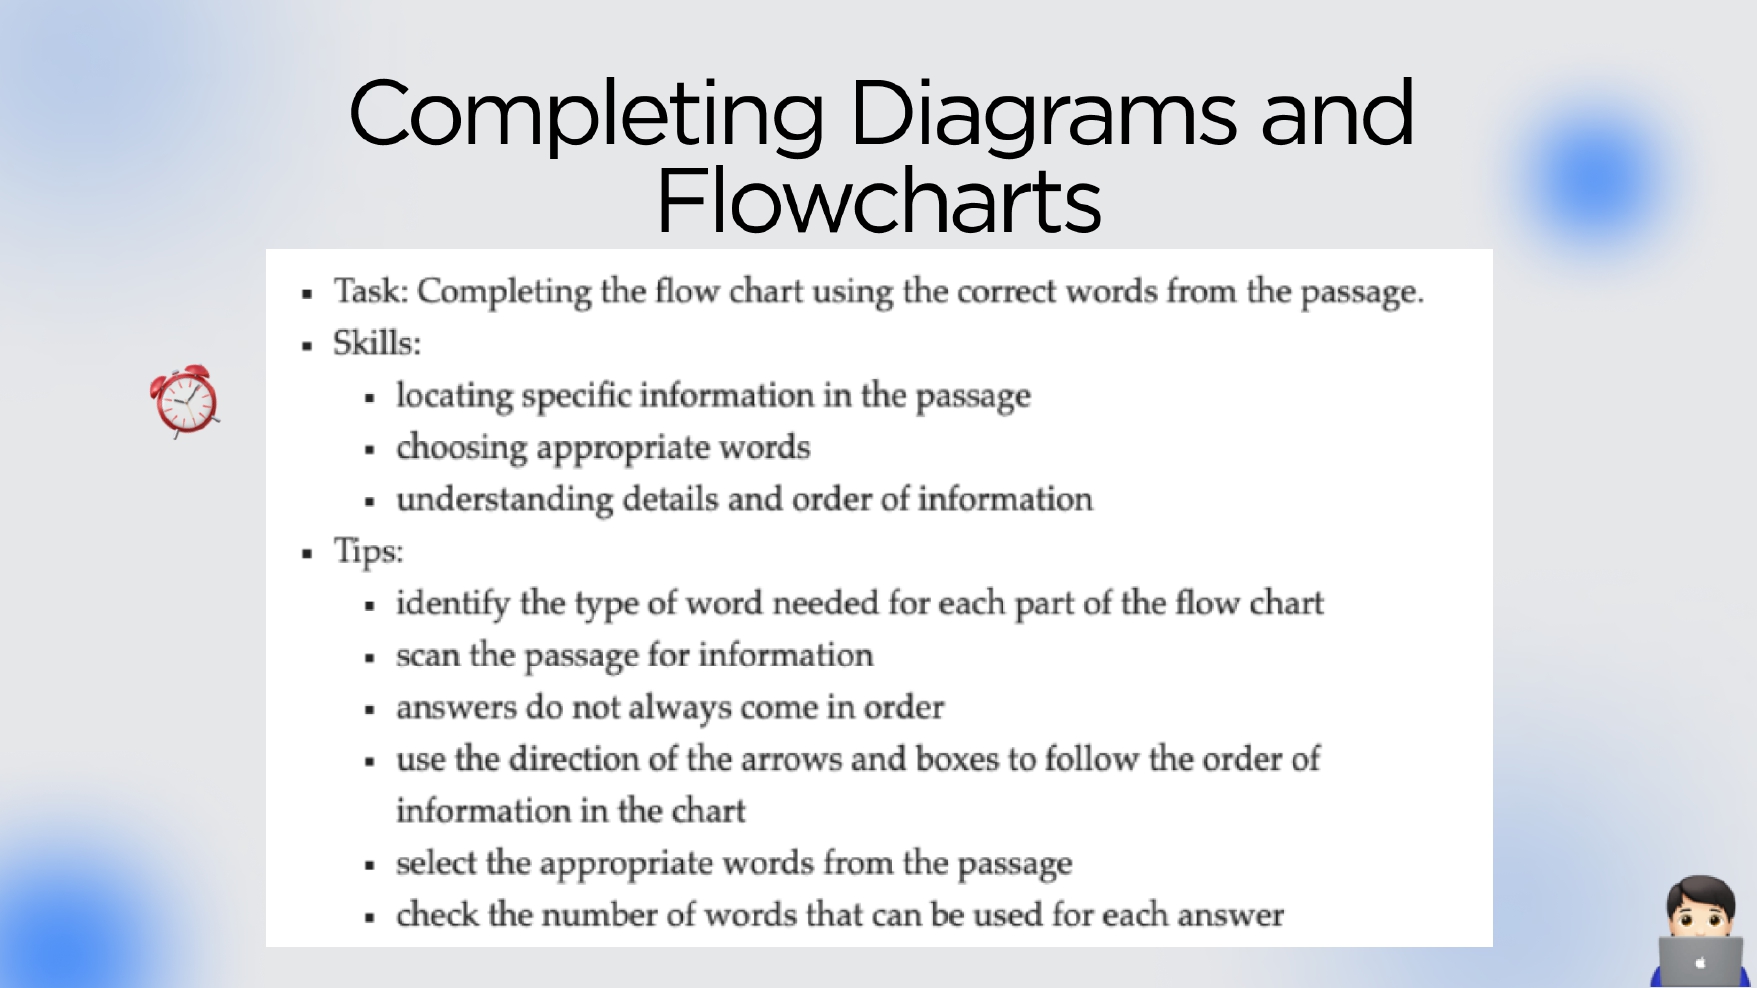 Completing Diagrams and
Flowcharts
▪ Task: Completing the flow chart using the correct words from the passage.
▪ Skills:
▪ locating specific information in the passage
▪ choosing appropriate words
▪ understanding details and order of information
▪ Tips:
▪ identify the type of word needed for each part of the flow chart
▪ scan the passage for information
▪ answers do not always come in order
▪ use the direction of the arrows and boxes to follow the order of
information in the chart
▪ select the appropriate words from the passage
▪ check the number of words that can be used for each answer